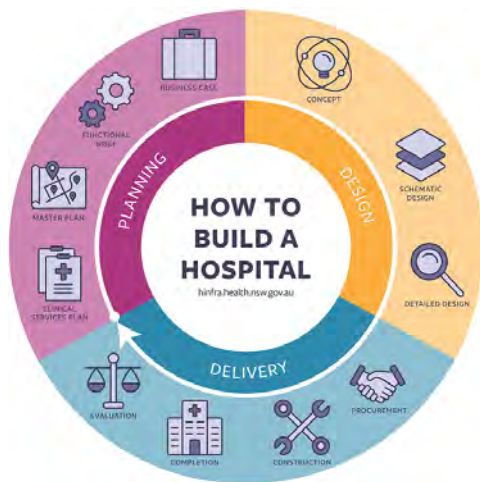 HOW TO
BUILD A
HOSPITAL
hinfra.health.nsw.gov.au
PLANNING
CLINICAL
SERVICES PLAN
MASTER PLAN
FUNCTIONAL
BRIEF
BUSINESS CASE
DESIGN
CONCEPT
SCHEMATIC
DESIGN
DETAILED DESIGN
DELIVERY
PROCUREMENT
CONSTRUCTION
COMPLETION
EVALUATION